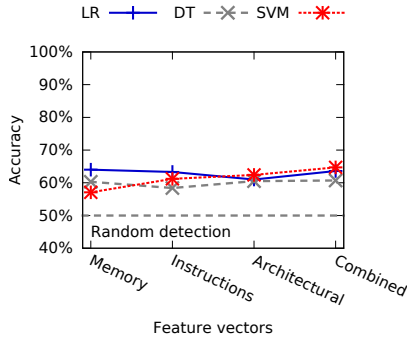 LR DT SVM
100%
90%
80%
70%
60%
50%
40%
Accuracy
Random detection
Memory
Instructions
Architectural
Combined
Feature vectors